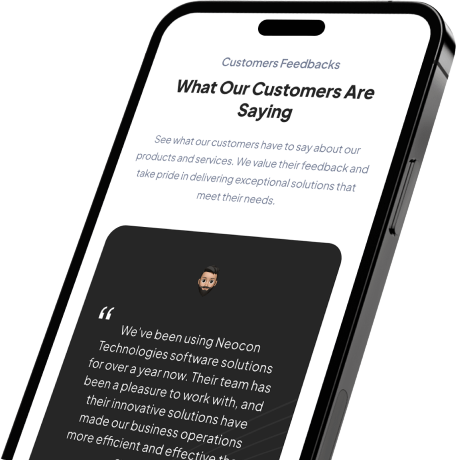 Customers Feedbacks
What Our Customers Are
Saying
See what our customers have to say about our
products and services. We value their feedback and
take pride in delivering exceptional solutions that
meet their needs.
“
We've been using Neocon
Technologies software solutions
for over a year now. Their team has
been a pleasure to work with, and
their innovative solutions have
made our business operations
more efficient and effective